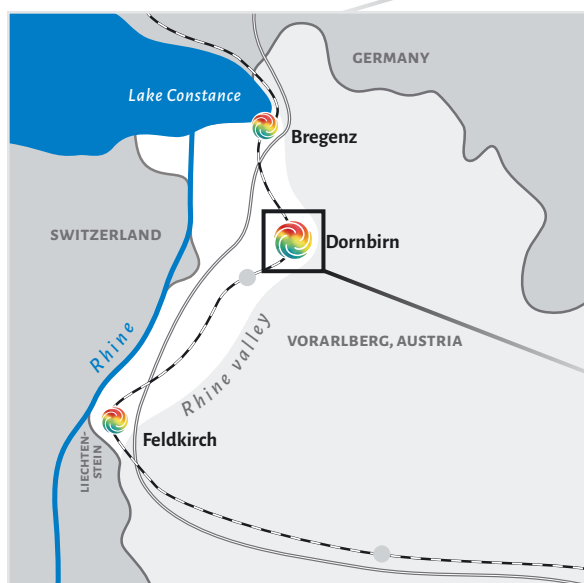 GERMANY
Lake Constance
Bregenz
SWITZERLAND
Dornbirn
Rhine
Rhine valley
VORARLBERG, AUSTRIA
Feldkirch
LIECHTEN-
STEIN